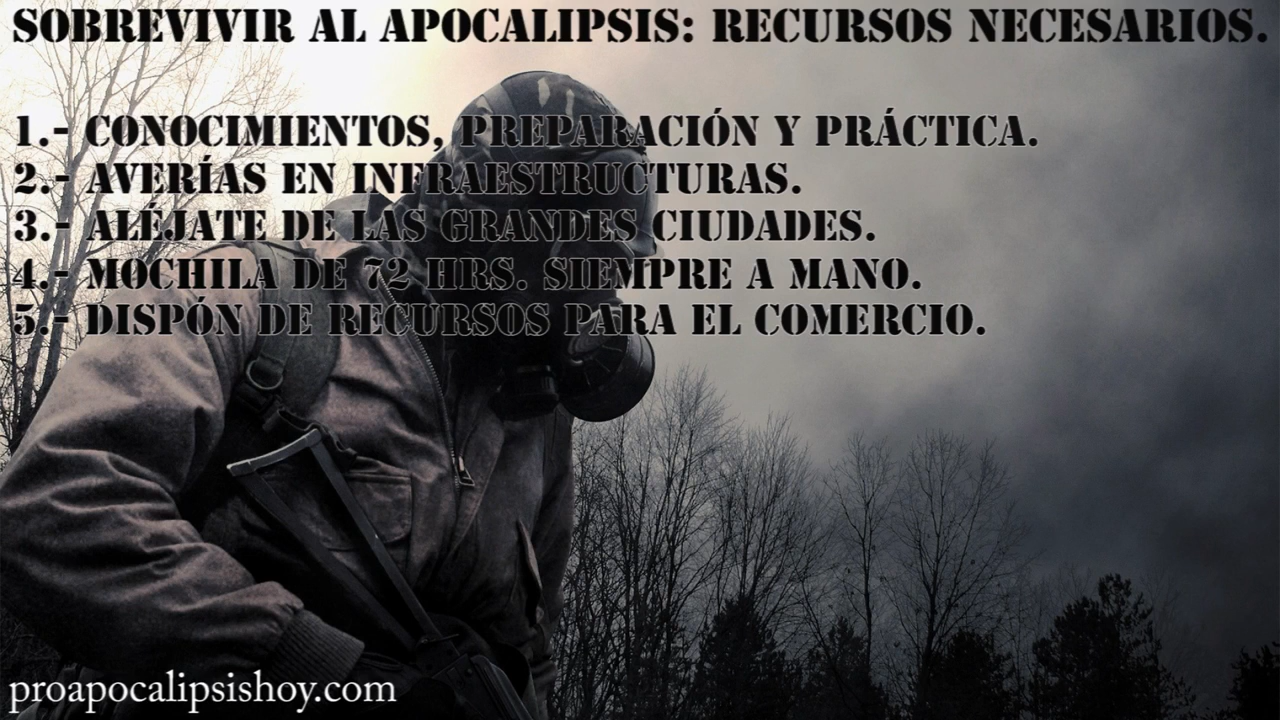 SOBREVIVIR AL APOCALIPSIS: RECURSOS NECESARIOS.
1.- CONOCIMIENTOS, PREPARACIÓN Y PRÁCTICA.
2.- AVERÍAS EN INFRAESTRUCTURAS.
3.- ALÉJATE DE LAS GRANDES CIUDADES.
4.- MOCHILA DE 72 HRS. SIEMPRE A MANO.
5.- DISPÓN DE RECURSOS PARA EL COMERCIO.
proapocalipsishoy.com